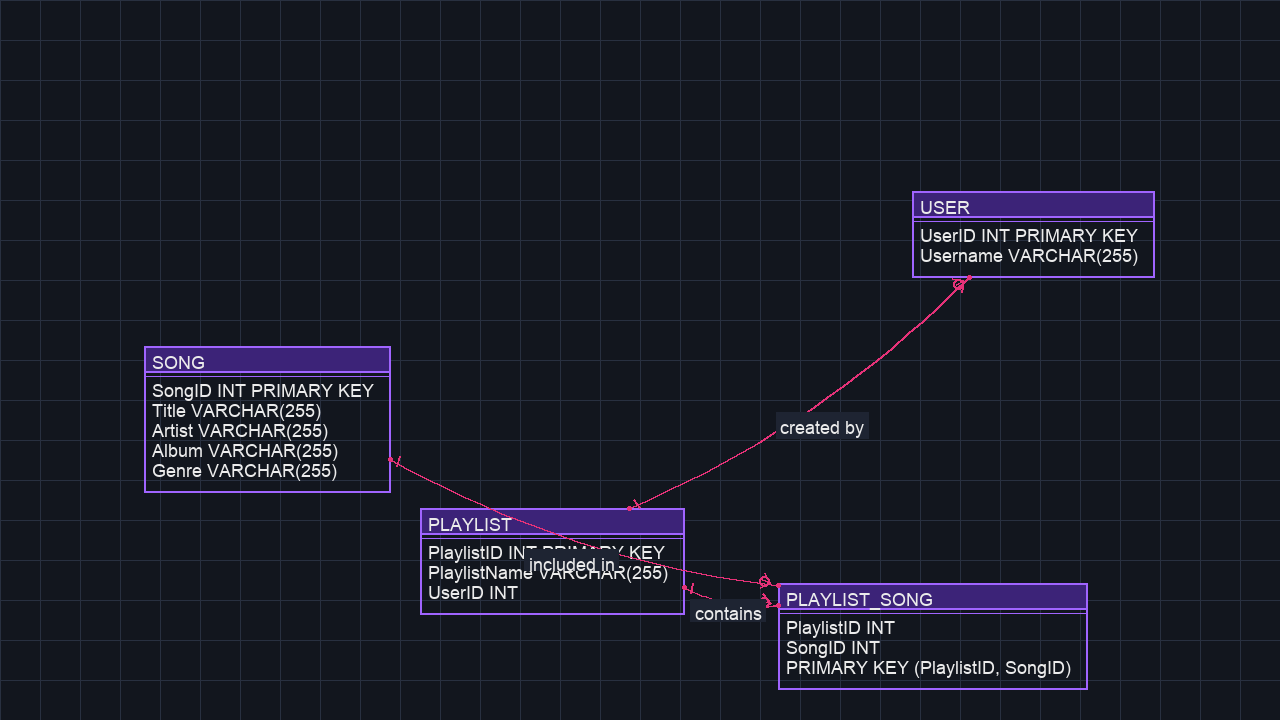 USER
UserID INT PRIMARY KEY
Username VARCHAR(255)
SONG
SongID INT PRIMARY KEY
Title VARCHAR(255)
Artist VARCHAR(255)
Album VARCHAR(255)
Genre VARCHAR(255)
created by
PLAYLIST
PlaylistID INT PRIMARY KEY
PlaylistName VARCHAR(255)
UserID INT
included in
contains
PLAYLIST_SONG
PlaylistID INT
SongID INT
PRIMARY KEY (PlaylistID, SongID)